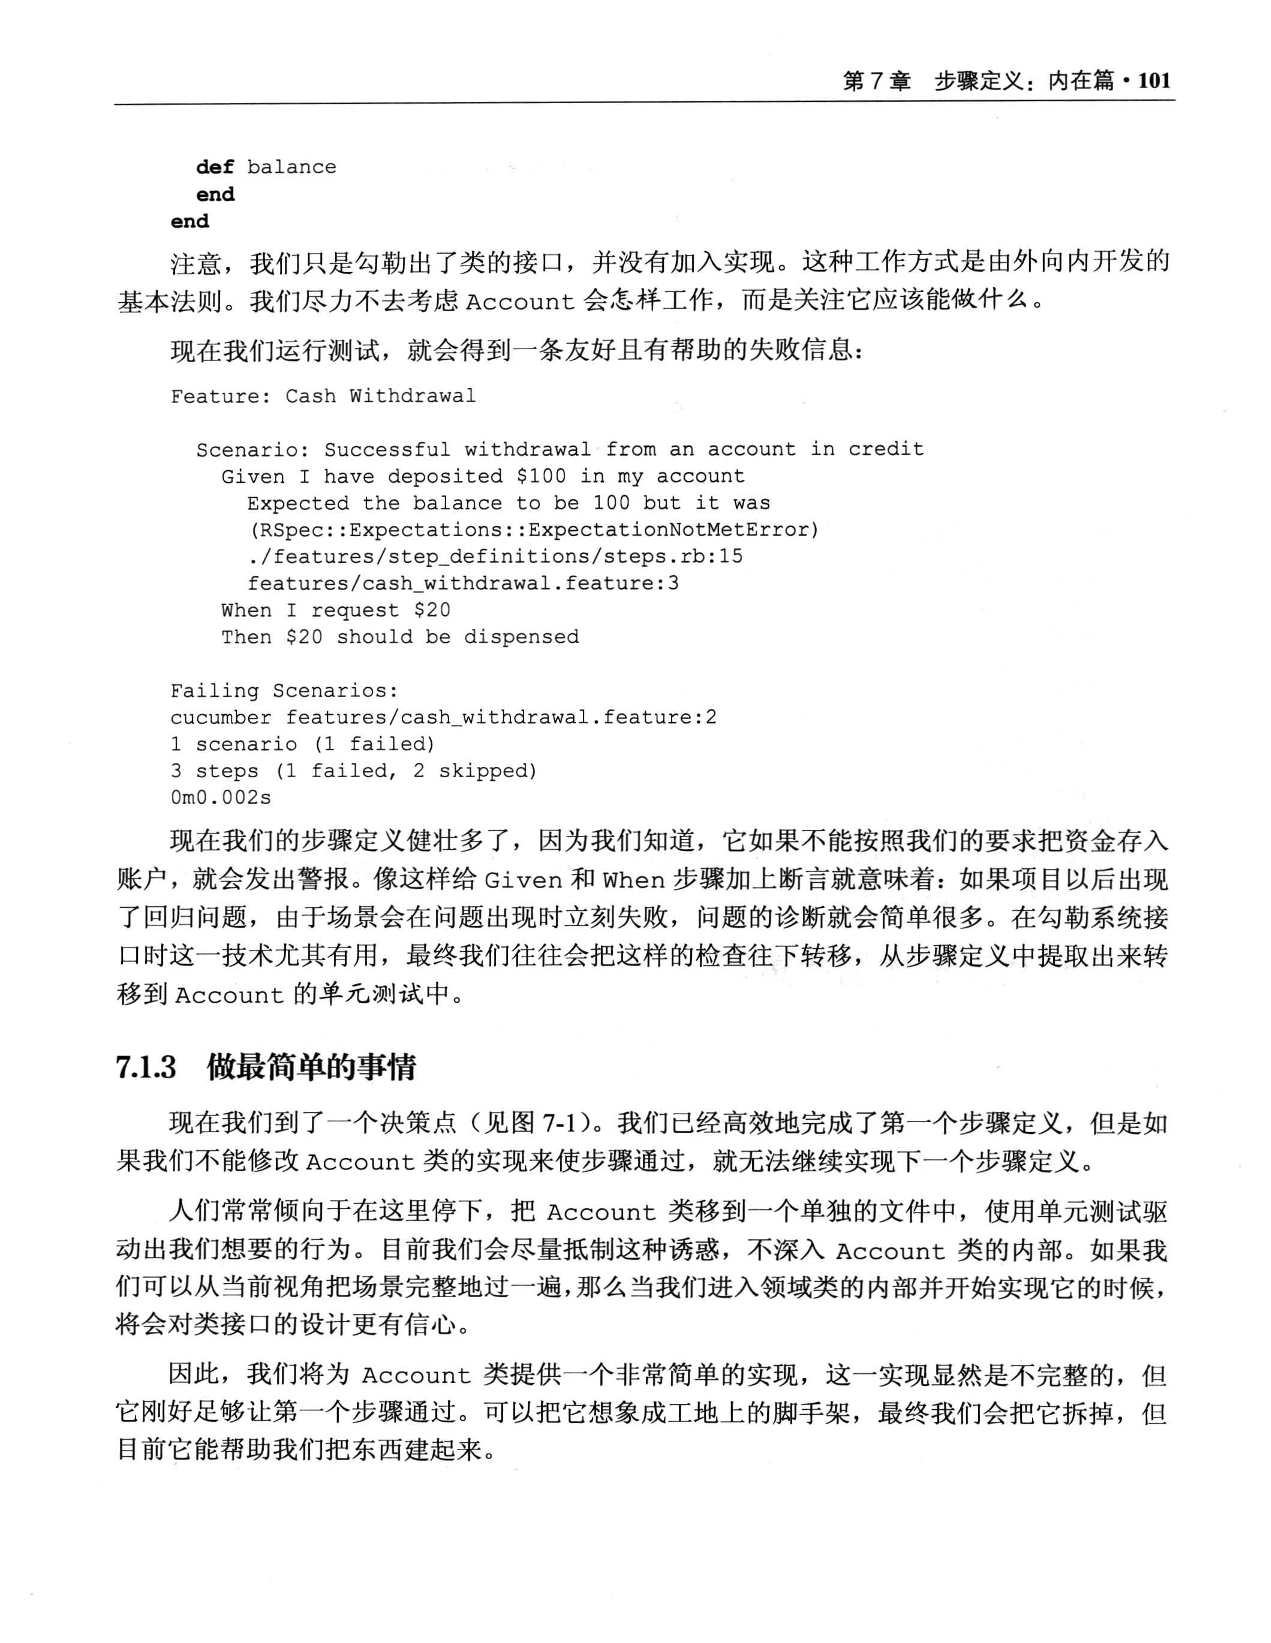 第 7 章　步骤定义：内在篇 · 101
def balance
end
end
注意，我们只是勾勒出了类的接口，并没有加入实现。这种工作方式是由外向内开发的
基本法则。我们尽力不去考虑 Account 会怎样工作，而是关注它应该能做什么。
现在我们运行测试，就会得到一条友好且有帮助的失败信息：
Feature: Cash Withdrawal
Scenario: Successful withdrawal from an account in credit
Given I have deposited $100 in my account
Expected the balance to be 100 but it was
(RSpec::Expectations::ExpectationNotMetError)
./features/step_definitions/steps.rb:15
features/cash_withdrawal.feature:3
When I request $20
Then $20 should be dispensed
Failing Scenarios:
cucumber features/cash_withdrawal.feature:2
1 scenario (1 failed)
3 steps (1 failed, 2 skipped)
0m0.002s
现在我们的步骤定义健壮多了，因为我们知道，它如果不能按照我们的要求把资金存入
账户，就会发出警报。像这样给 Given 和 When 步骤加上断言就意味着：如果项目以后出现
了回归问题，由于场景会在问题出现时立刻失败，问题的诊断就会简单很多。在勾勒系统接
口时这一技术尤其有用，最终我们往往会把这样的检查往下转移，从步骤定义中提取出来转
移到 Account 的单元测试中。
7.1.3　做最简单的事情
现在我们到了一个决策点（见图 7-1）。我们已经高效地完成了第一个步骤定义，但是如
果我们不能修改 Account 类的实现来使步骤通过，就无法继续实现下一个步骤定义。
人们常常倾向于在这里停下，把 Account 类移到一个单独的文件中，使用单元测试驱
动出我们想要的行为。目前我们会尽量抵制这种诱惑，不深入 Account 类的内部。如果我
们可以从当前视角把场景完整地过一遍，那么当我们进入领域类的内部并开始实现它的时候，
将会对类接口的设计更有信心。
因此，我们将为 Account 类提供一个非常简单的实现，这一实现显然是不完整的，但
它刚好足够让第一个步骤通过。可以把它想象成工地上的脚手架，最终我们会把它拆掉，但
目前它能帮助我们把东西建起来。